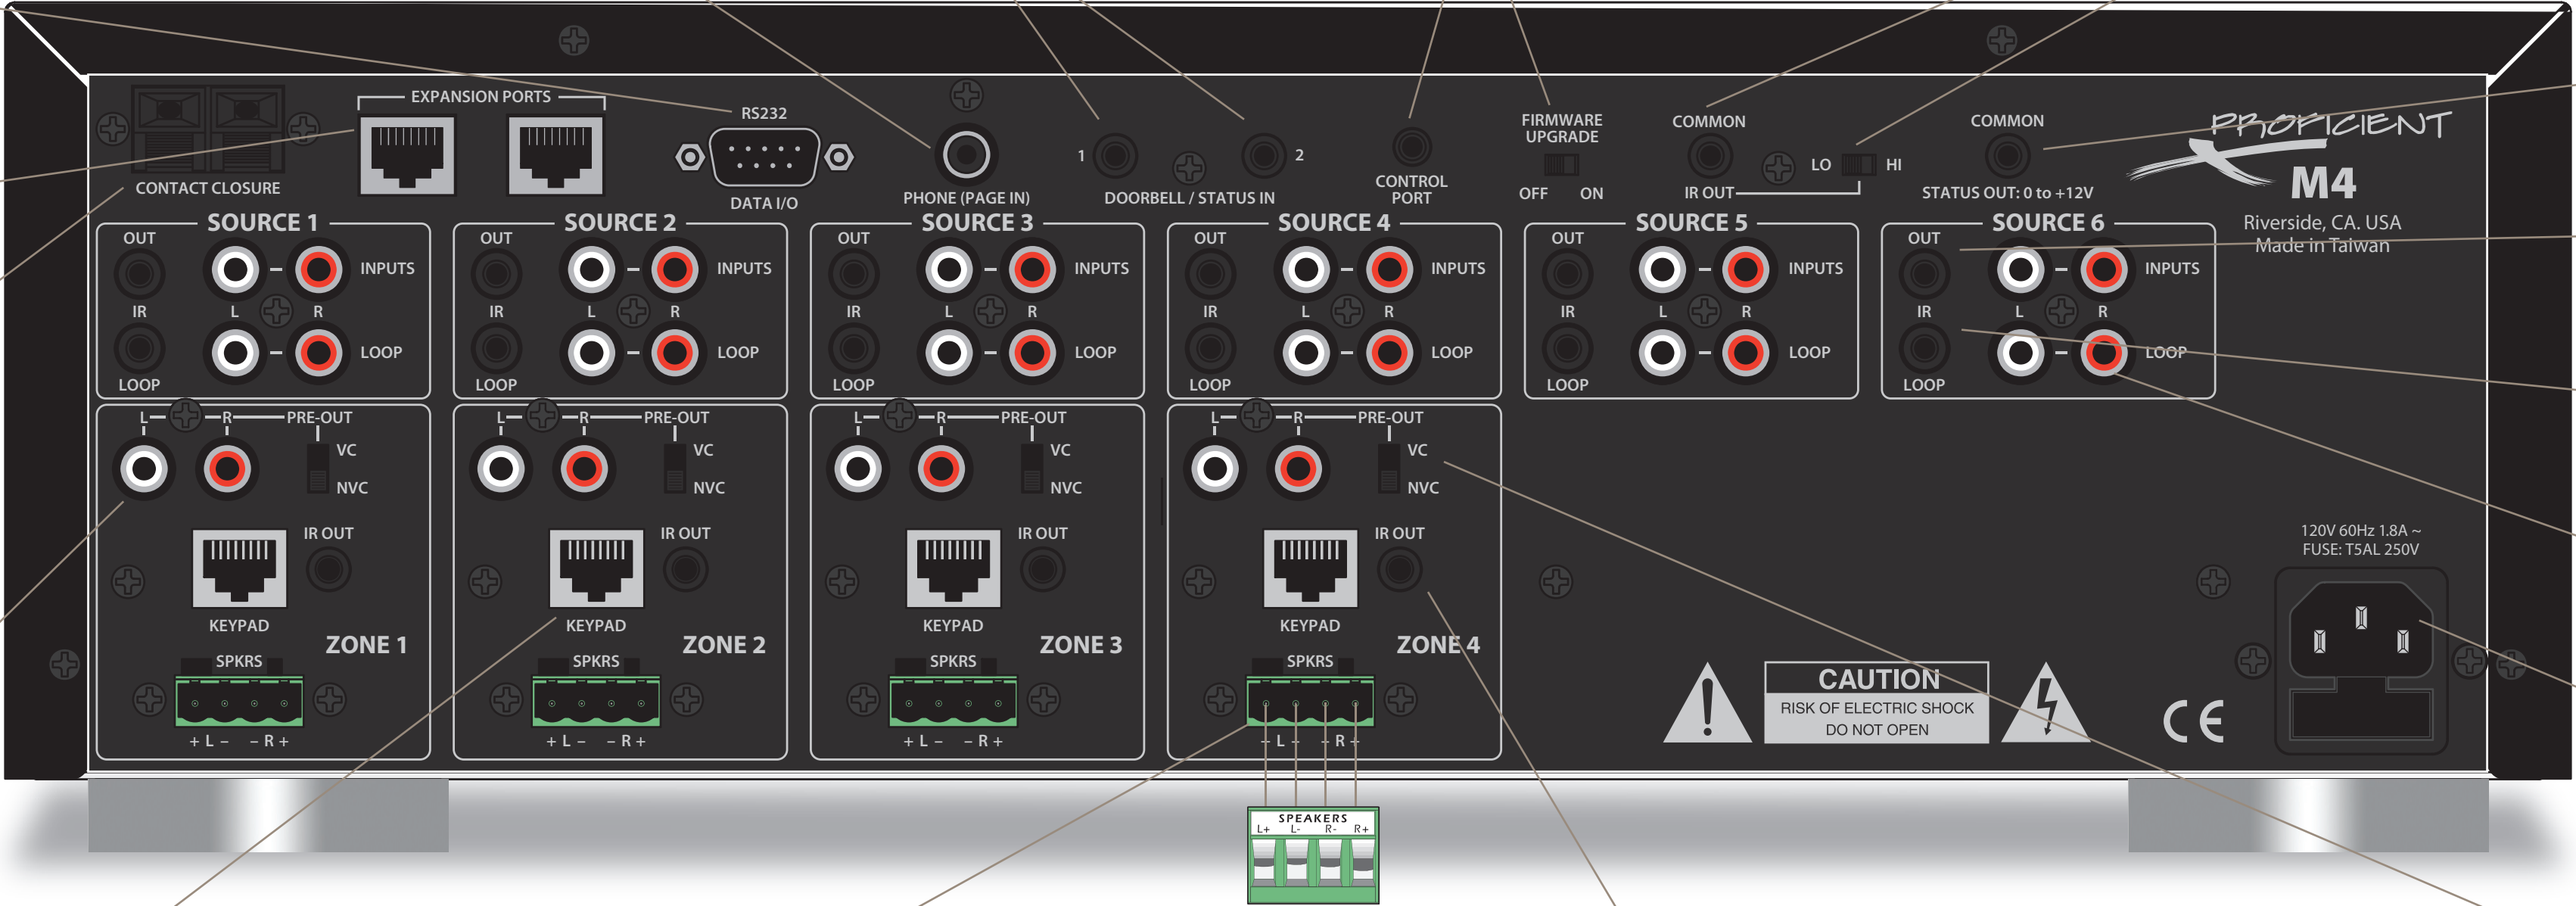 EXPANSION PORTS
CONTACT CLOSURE
RS232
DATA I/O
PHONE (PAGE IN)
1
2
DOORBELL / STATUS IN
CONTROL
PORT
FIRMWARE
UPGRADE
OFF ON
COMMON
IR OUT
LO HI
COMMON
STATUS OUT: 0 to +12V
PROFICIENT
M4
Riverside, CA. USA
Made in Taiwan
SOURCE 1
OUT
INPUTS
IR L R
LOOP
LOOP
SOURCE 2
OUT
INPUTS
IR L R
LOOP
LOOP
SOURCE 3
OUT
INPUTS
IR L R
LOOP
LOOP
SOURCE 4
OUT
INPUTS
IR L R
LOOP
LOOP
SOURCE 5
OUT
INPUTS
IR L R
LOOP
LOOP
SOURCE 6
OUT
INPUTS
IR L R
LOOP
LOOP
L R PRE-OUT
VC
NVC
IR OUT
KEYPAD
ZONE 1
SPKRS
+ L – – R +
L R PRE-OUT
VC
NVC
IR OUT
KEYPAD
ZONE 2
SPKRS
+ L – – R +
L R PRE-OUT
VC
NVC
IR OUT
KEYPAD
ZONE 3
SPKRS
+ L – – R +
L R PRE-OUT
VC
NVC
IR OUT
KEYPAD
ZONE 4
SPKRS
+ L – – R +
SPEAKERS
L+ L- R- R+
120V 60Hz 1.8A ~
FUSE: T5AL 250V
CAUTION
RISK OF ELECTRIC SHOCK
DO NOT OPEN
CE